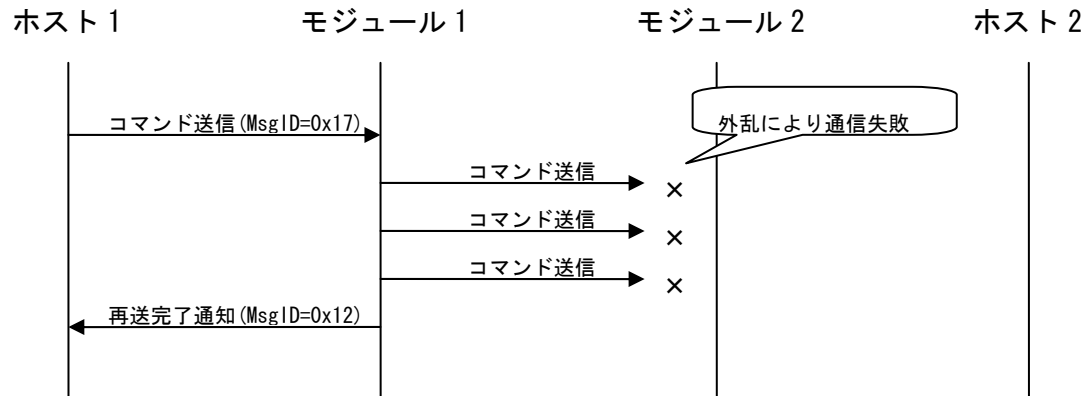 ホスト1 モジュール1 モジュール2 ホスト2
コマンド送信(MsgID=0x17)
外乱により通信失敗
コマンド送信
×
コマンド送信
×
コマンド送信
×
再送完了通知(MsgID=0x12)